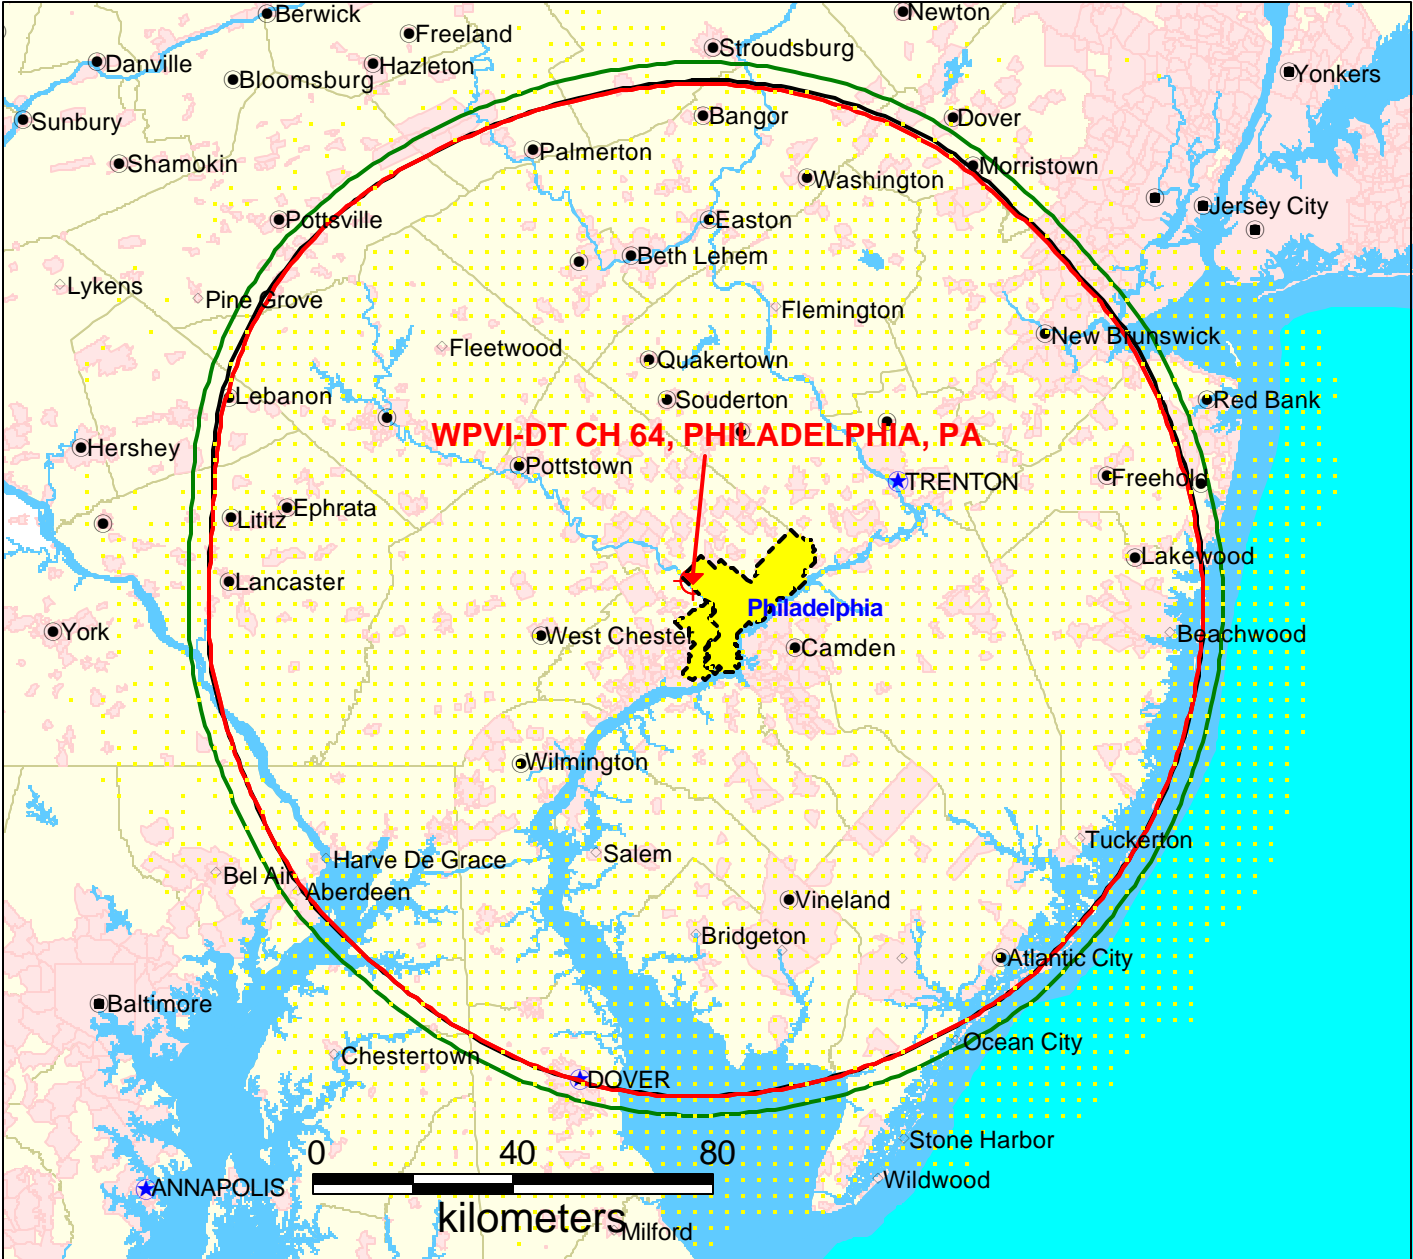 Berwick
Newton
Freeland
Stroudsburg
Danville
Hazleton
Bloomsburg
Yonkers
Sunbury
Bangor
Dover
Shamokin
Palmerton
Morristown
Washington
Jersey City
Pottsville
Easton
Beth Lehem
Lykens
Pine Grove
Flemington
Fleetwood
New Brunswick
Quakertown
Lebanon
Souderton
Red Bank
Hershey
WPVI-DT CH 64, PHILADELPHIA, PA
Pottstown
TRENTON
Freehold
Ephrata
Lititz
Lakewood
Lancaster
Philadelphia
York
West Chester
Camden
Beachwood
Wilmington
Tuckerton
Harve De Grace
Salem
Bel Air
Aberdeen
Vineland
Bridgeton
Atlantic City
Baltimore
Chestertown
Ocean City
DOVER
Stone Harbor
0 40 80
ANNAPOLIS
Wildwood
kilometers
Milford